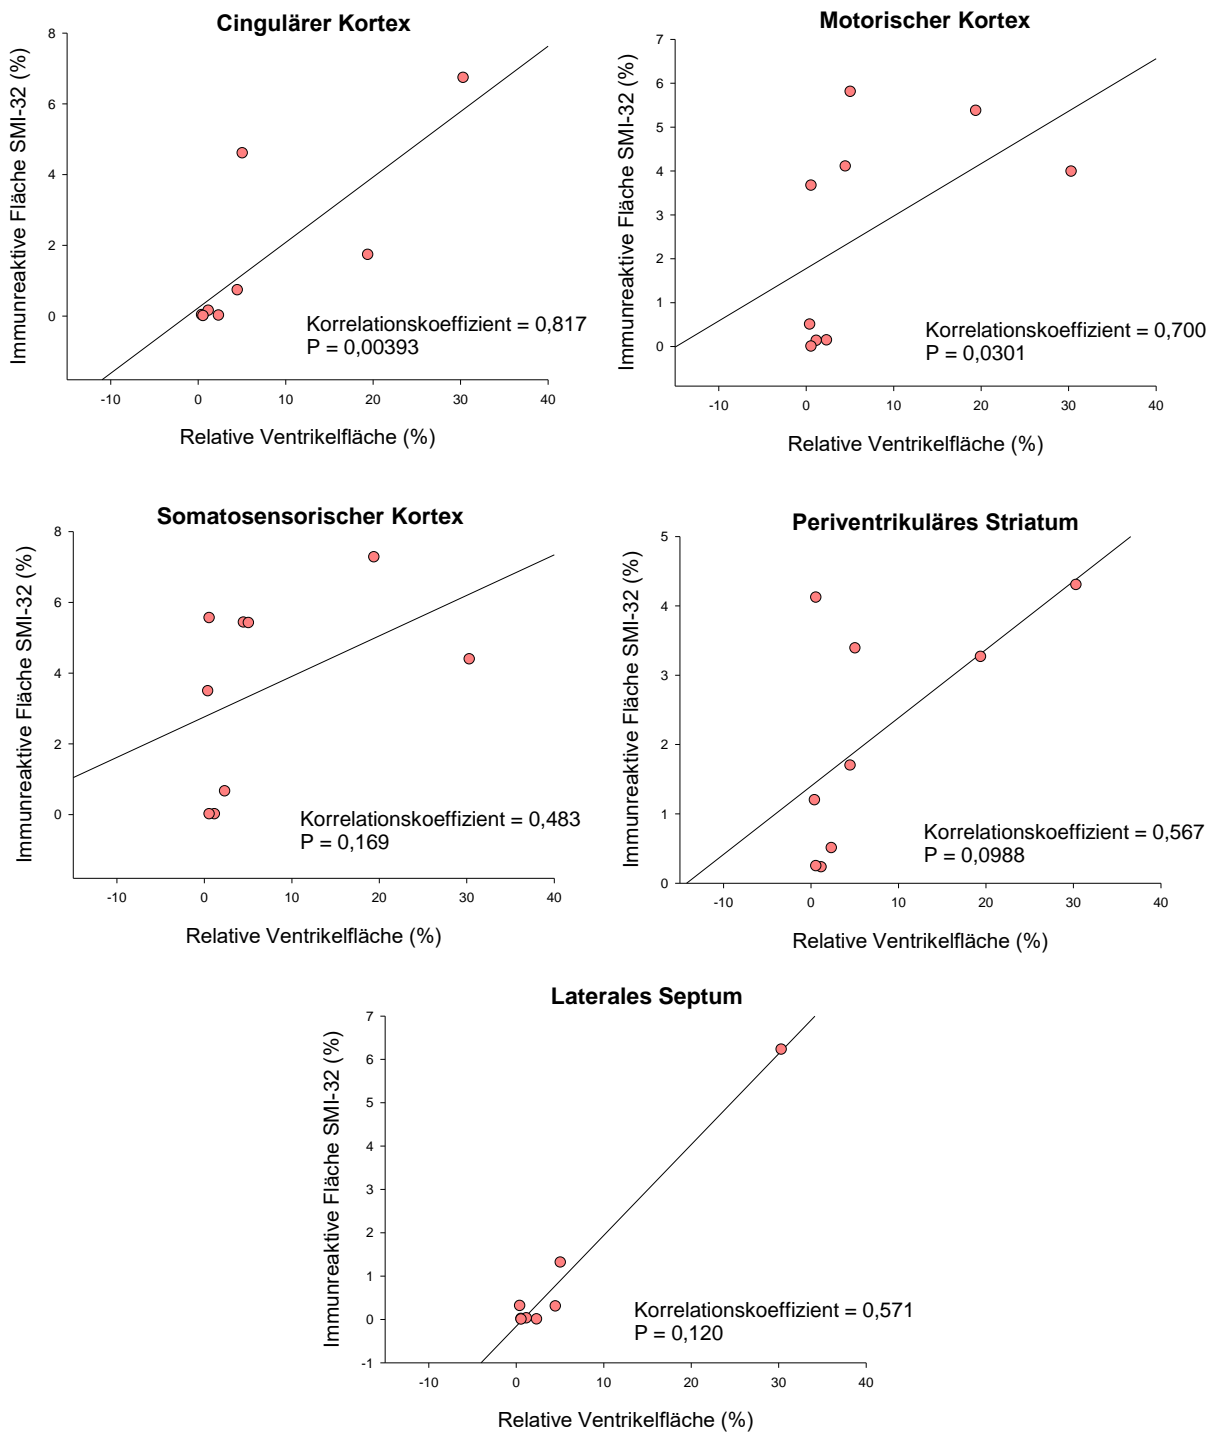 Cingulärer Kortex
Immunreaktive Fläche SMI-32 (%)
8
6
4
2
0
Korrelationskoeffizient = 0,817
P = 0,00393
-10 0 10 20 30 40
Relative Ventrikelfläche (%)
Motorischer Kortex
Immunreaktive Fläche SMI-32 (%)
7
6
5
4
3
2
1
0
Korrelationskoeffizient = 0,700
P = 0,0301
-10 0 10 20 30 40
Relative Ventrikelfläche (%)
Somatosensorischer Kortex
Immunreaktive Fläche SMI-32 (%)
8
6
4
2
0
Korrelationskoeffizient = 0,483
P = 0,169
-10 0 10 20 30 40
Relative Ventrikelfläche (%)
Periventrikuläres Striatum
Immunreaktive Fläche SMI-32 (%)
5
4
3
2
1
0
Korrelationskoeffizient = 0,567
P = 0,0988
-10 0 10 20 30 40
Relative Ventrikelfläche (%)
Laterales Septum
Immunreaktive Fläche SMI-32 (%)
7
6
5
4
3
2
1
0
-1
Korrelationskoeffizient = 0,571
P = 0,120
-10 0 10 20 30 40
Relative Ventrikelfläche (%)